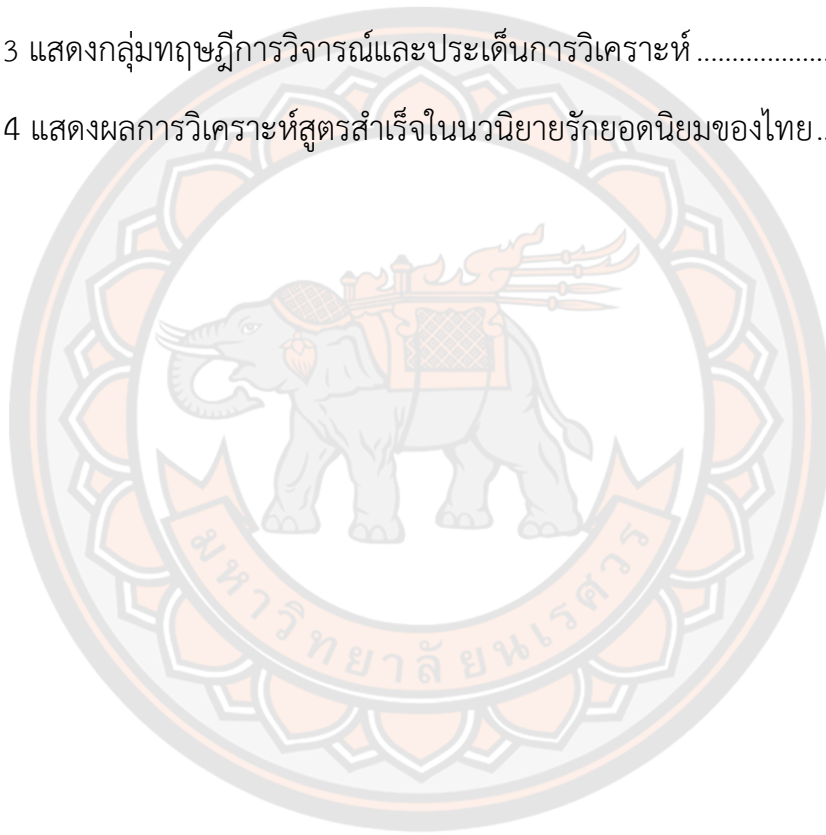 3 แสดงกลุ่มทฤษฎีการวิจารณ์และประเด็นการวิเคราะห์ ..................
4 แสดงผลการวิเคราะห์สูตรสำเร็จในนวนิยายรักยอดนิยมของไทย ..
มหาวิทยาลัยนเรศวร